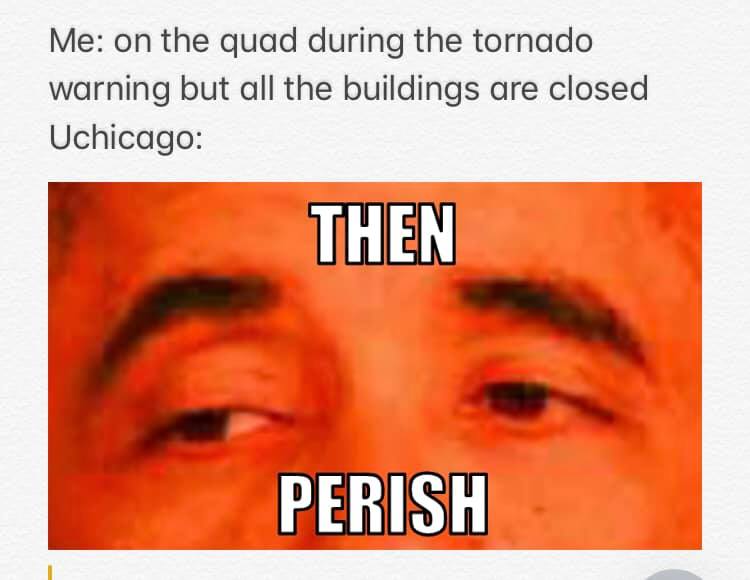 Me: on the quad during the tornado
warning but all the buildings are closed
Uchicago:
THEN
PERISH